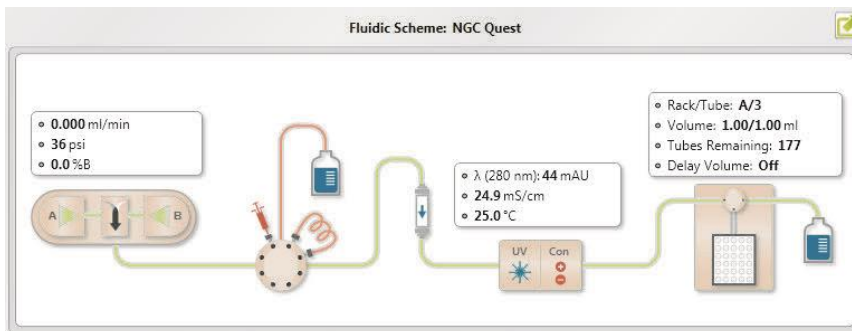 Fluidic Scheme: NGC Quest
0.000 ml/min
36 psi
0.0 %B
A
B
λ (280 nm): 44 mAU
24.9 mS/cm
25.0 °C
UV
Con
Rack/Tube: A/3
Volume: 1.00/1.00 ml
Tubes Remaining: 177
Delay Volume: Off